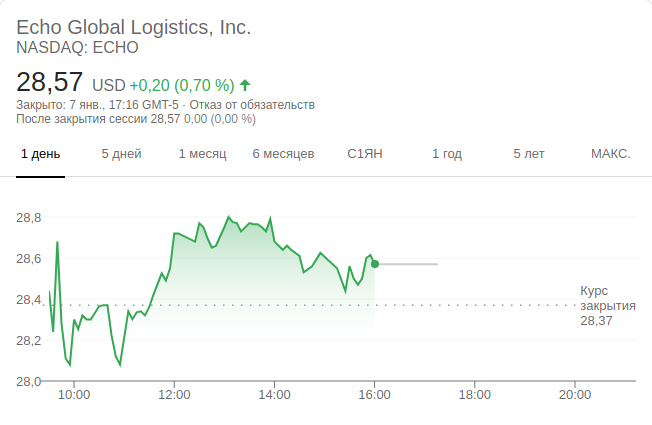 Echo Global Logistics, Inc.
NASDAQ: ECHO
28,57 USD +0,20 (0,70 %)
Закрыто: 7 янв., 17:16 GMT-5 · Отказ от обязательств
После закрытия сессии 28,57 0,00 (0,00 %)
1 день 5 дней 1 месяц 6 месяцев С1ЯН 1 год 5 лет МАКС.
28,8
28,6
28,4
28,2
28,0
Курс
закрытия
28,37
10:00 12:00 14:00 16:00 18:00 20:00